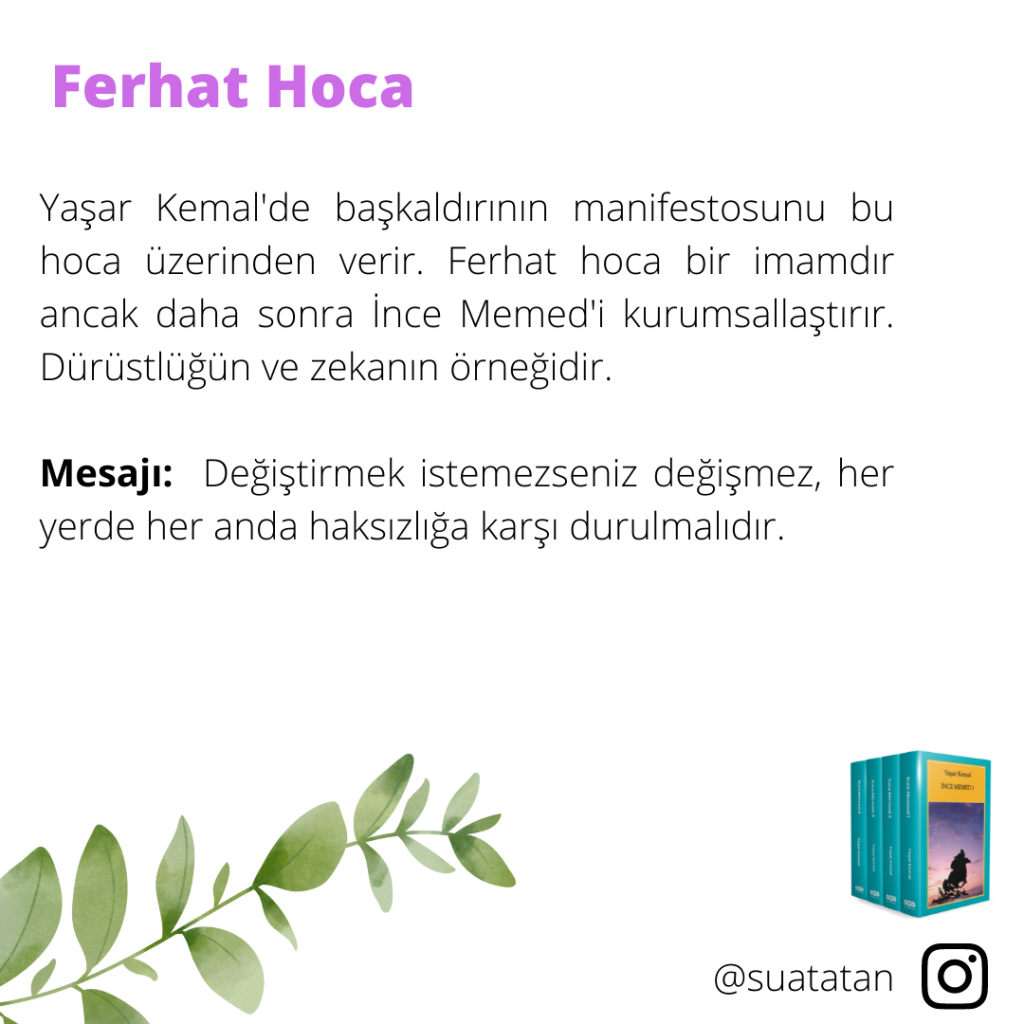 Ferhat Hoca
Yaşar Kemal'de başkaldırının manifestosunu bu
hoca üzerinden verir. Ferhat hoca bir imamdır
ancak daha sonra İnce Memed'i kurumsallaştırır.
Dürüstlüğün ve zekanın örneğidir.
Mesajı: Değiştirmek istemezseniz değişmez, her
yerde her anda haksızlığa karşı durulmalıdır.
Yaşar Kemal
İNCE MEMED 1
@suatatan